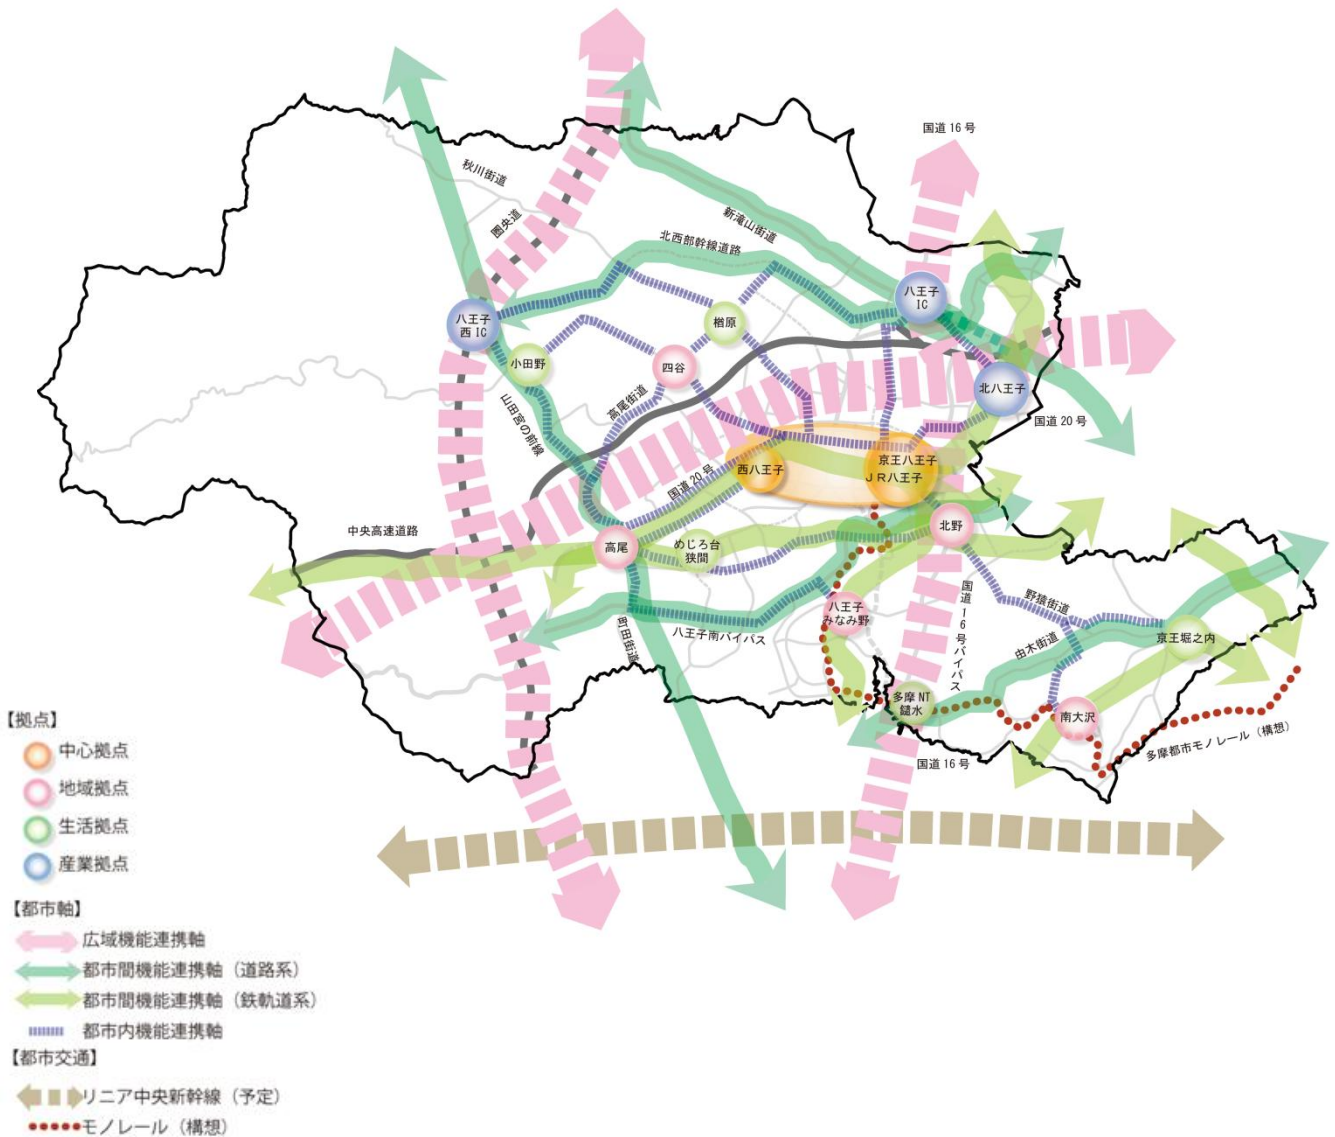 国道 16 号
秋川街道
圏央道
新滝山街道
北西部幹線道路
八王子
IC
八王子
西 IC
楢原
小田野
四谷
北八王子
高尾街道
山田宮の前線
国道 20 号
国道 20 号
西八王子
京王八王子
ＪＲ八王子
中央高速道路
北野
高尾
めじろ台
狭間
国道 16 号バイパス
野猿街道
八王子
みなみ野
町田街道
八王子南バイパス
由木街道
京王堀之内
多摩 NT
鑓水
南大沢
多摩都市モノレール（構想）
国道 16 号
【拠点】
中心拠点
地域拠点
生活拠点
産業拠点
【都市軸】
広域機能連携軸
都市間機能連携軸（道路系）
都市間機能連携軸（鉄軌道系）
都市内機能連携軸
【都市交通】
リニア中央新幹線（予定）
モノレール（構想）